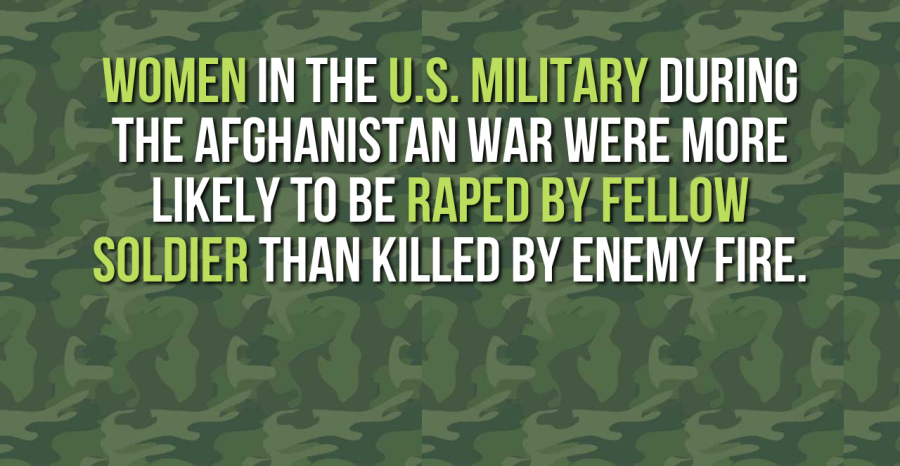 WOMEN IN THE U.S. MILITARY DURING
THE AFGHANISTAN WAR WERE MORE
LIKELY TO BE RAPED BY FELLOW
SOLDIER THAN KILLED BY ENEMY FIRE.